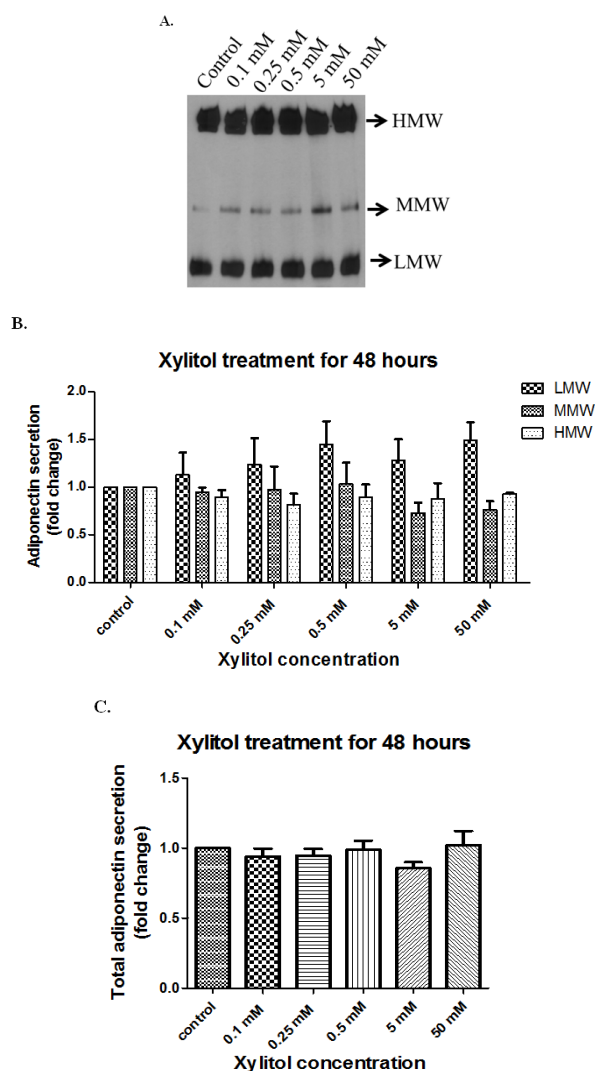 A.
Control
0.1 mM
0.25 mM
0.5 mM
5 mM
50 mM
HMW
MMW
LMW
B.
Xylitol treatment for 48 hours
Adiponectin secretion
(fold change)
2.0
1.5
1.0
0.5
0.0
LMW
MMW
HMW
control
0.1 mM
0.25 mM
0.5 mM
5 mM
50 mM
Xylitol concentration
C.
Xylitol treatment for 48 hours
Total adiponectin secretion
(fold change)
1.5
1.0
0.5
0.0
control
0.1 mM
0.25 mM
0.5 mM
5 mM
50 mM
Xylitol concentration